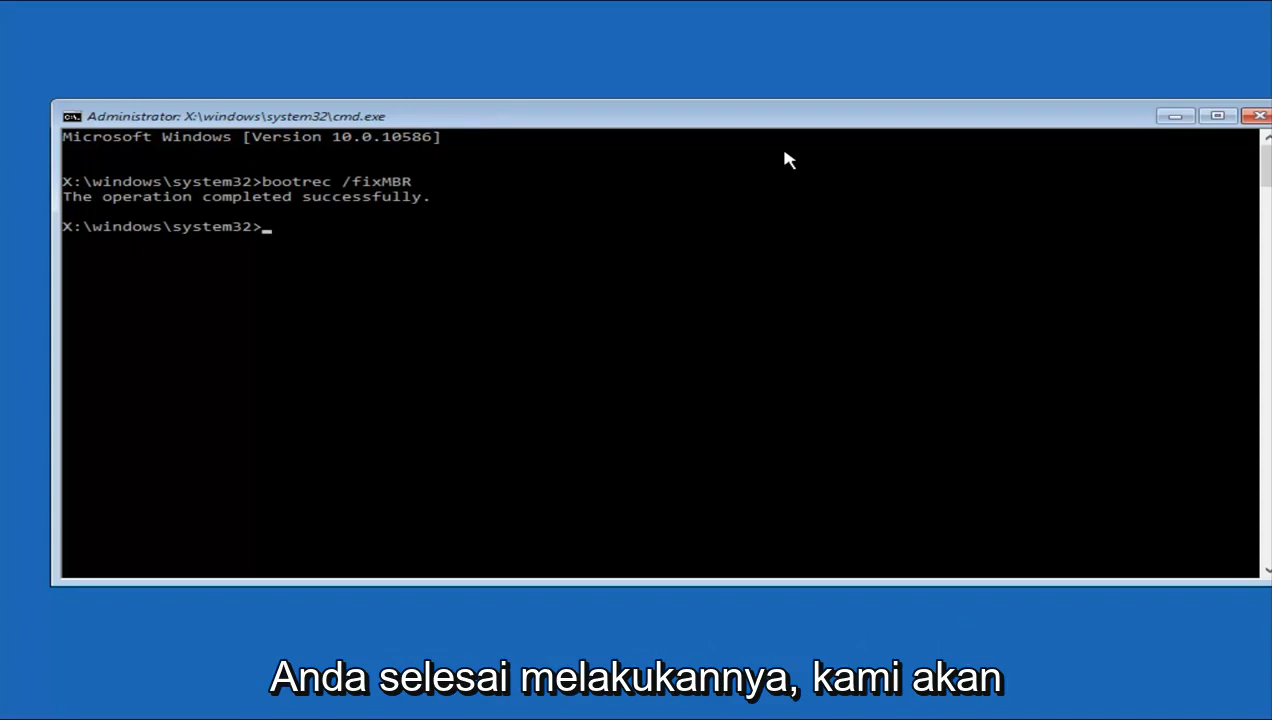 Administrator: X:\windows\system32\cmd.exe
Microsoft Windows [Version 10.0.10586]
X:\windows\system32>bootrec /fixMBR
The operation completed successfully.
X:\windows\system32>_
Anda selesai melakukannya, kami akan